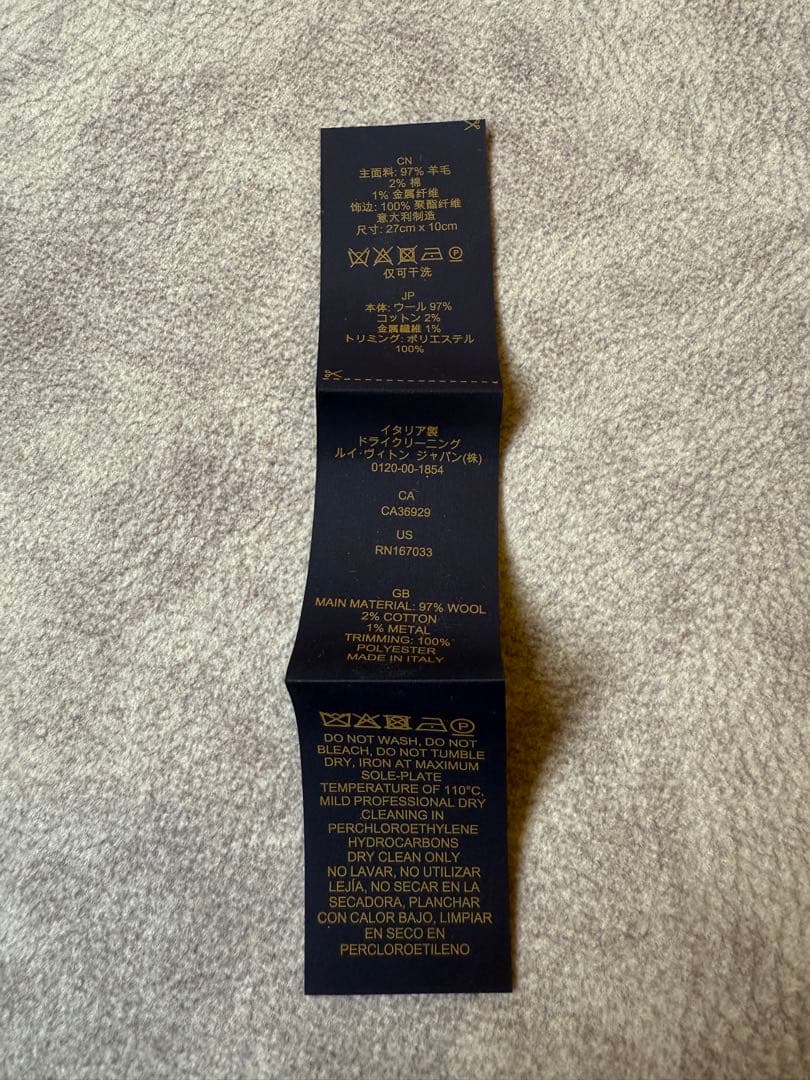 CN
主面料: 97% 羊毛
2% 棉
1% 金属纤维
饰边: 100% 聚酯纤维
意大利制造
尺寸: 27cm x 10cm
仅可干洗
JP
本体: ウール 97%
コットン 2%
金属繊維 1%
トリミング: ポリエステル
100%
イタリア製
ドライクリーニング
ルイ・ヴィトン ジャパン(株)
0120-00-1854
CA
CA36929
US
RN167033
GB
MAIN MATERIAL: 97% WOOL
2% COTTON
1% METAL
TRIMMING: 100%
POLYESTER
MADE IN ITALY
P
DO NOT WASH, DO NOT
BLEACH, DO NOT TUMBLE
DRY, IRON AT MAXIMUM
SOLE-PLATE
TEMPERATURE OF 110°C,
MILD PROFESSIONAL DRY
CLEANING IN
PERCHLOROETHYLENE
HYDROCARBONS
DRY CLEAN ONLY
NO LAVAR, NO UTILIZAR
LEJÍA, NO SECAR EN LA
SECADORA, PLANCHAR
CON CALOR BAJO, LIMPIAR
EN SECO EN
PERCLOROETILENO